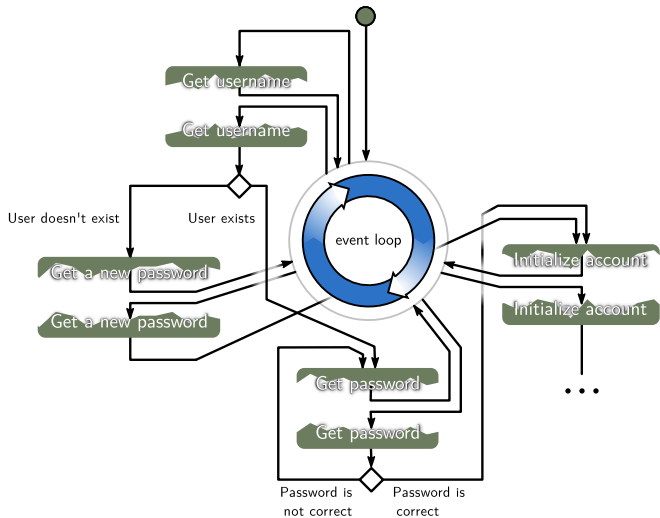 Get username
Get username
User doesn't exist
User exists
event loop
Get a new password
Get a new password
Initialize account
Initialize account
Get password
Get password
...
Password is
not correct
Password is
correct